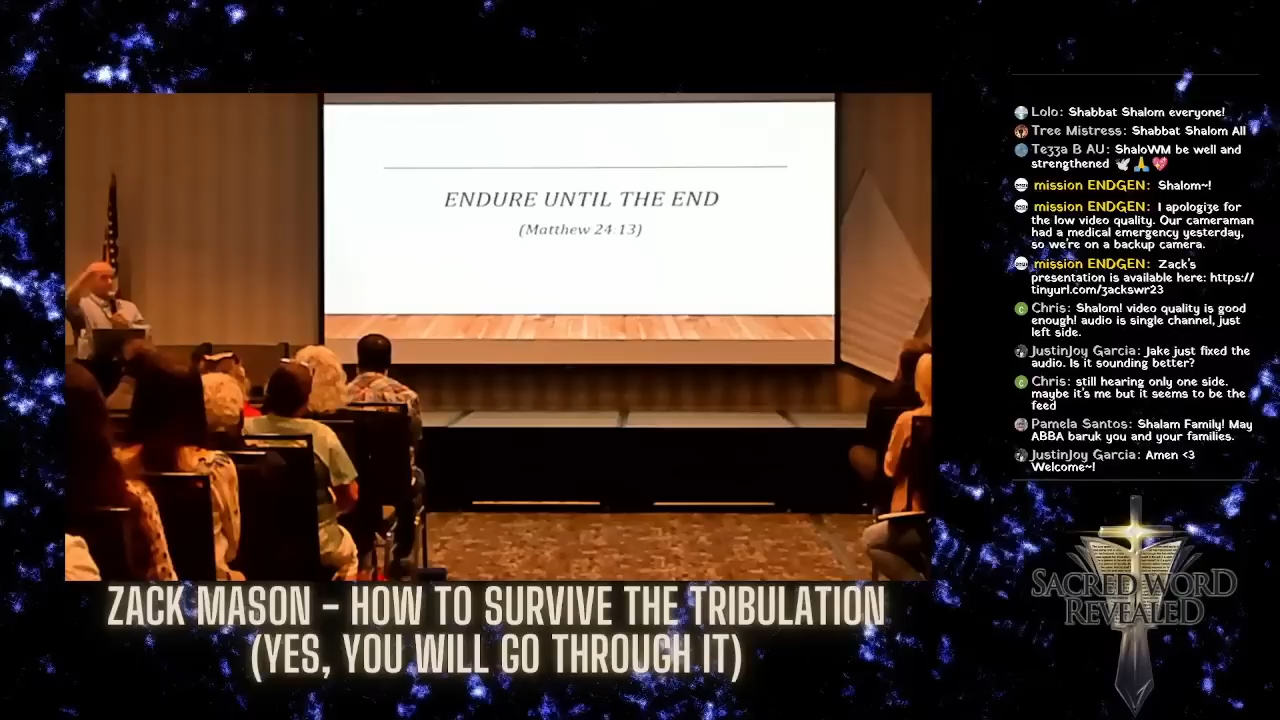 ENDURE UNTIL THE END
(Matthew 24:13)
ZACK MASON - HOW TO SURVIVE THE TRIBULATION
(YES, YOU WILL GO THROUGH IT)
Lolo: Shabbat Shalom everyone!
Tree Mistress: Shabbat Shalom All
Tezza B AU: ShaloWM be well and
strengthened 🕊️🙏💖
mission ENDGEN: Shalom~!
mission ENDGEN: I apologize for
the low video quality. Our cameraman
had a medical emergency yesterday,
so we're on a backup camera.
mission ENDGEN: Zack's
presentation is available here: https://
tinyurl.com/zackswr23
Chris: Shalom! video quality is good
enough! audio is single channel, just
left side.
JustinJoy Garcia: Jake just fixed the
audio. Is it sounding better?
Chris: still hearing only one side.
maybe it's me but it seems to be the
feed
Pamela Santos: Shalam Family! May
ABBA baruk you and your families.
JustinJoy Garcia: Amen <3
Welcome~!
SACRED WORD
REVEALED